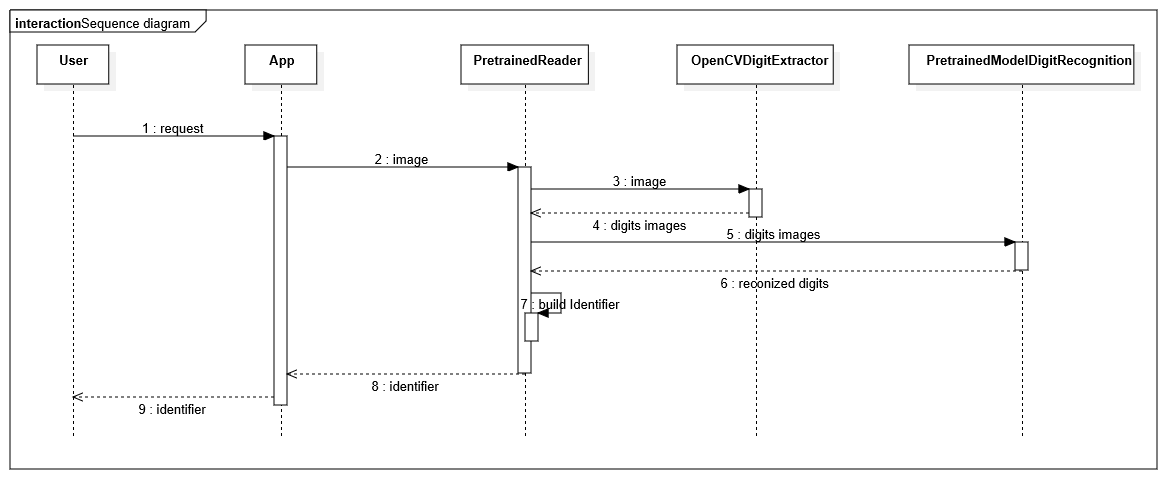 interactionSequence diagram
User
App
PretrainedReader
OpenCVDigitExtractor
PretrainedModelDigitRecognition
1 : request
2 : image
3 : image
4 : digits images
5 : digits images
6 : reconized digits
7 : build Identifier
8 : identifier
9 : identifier